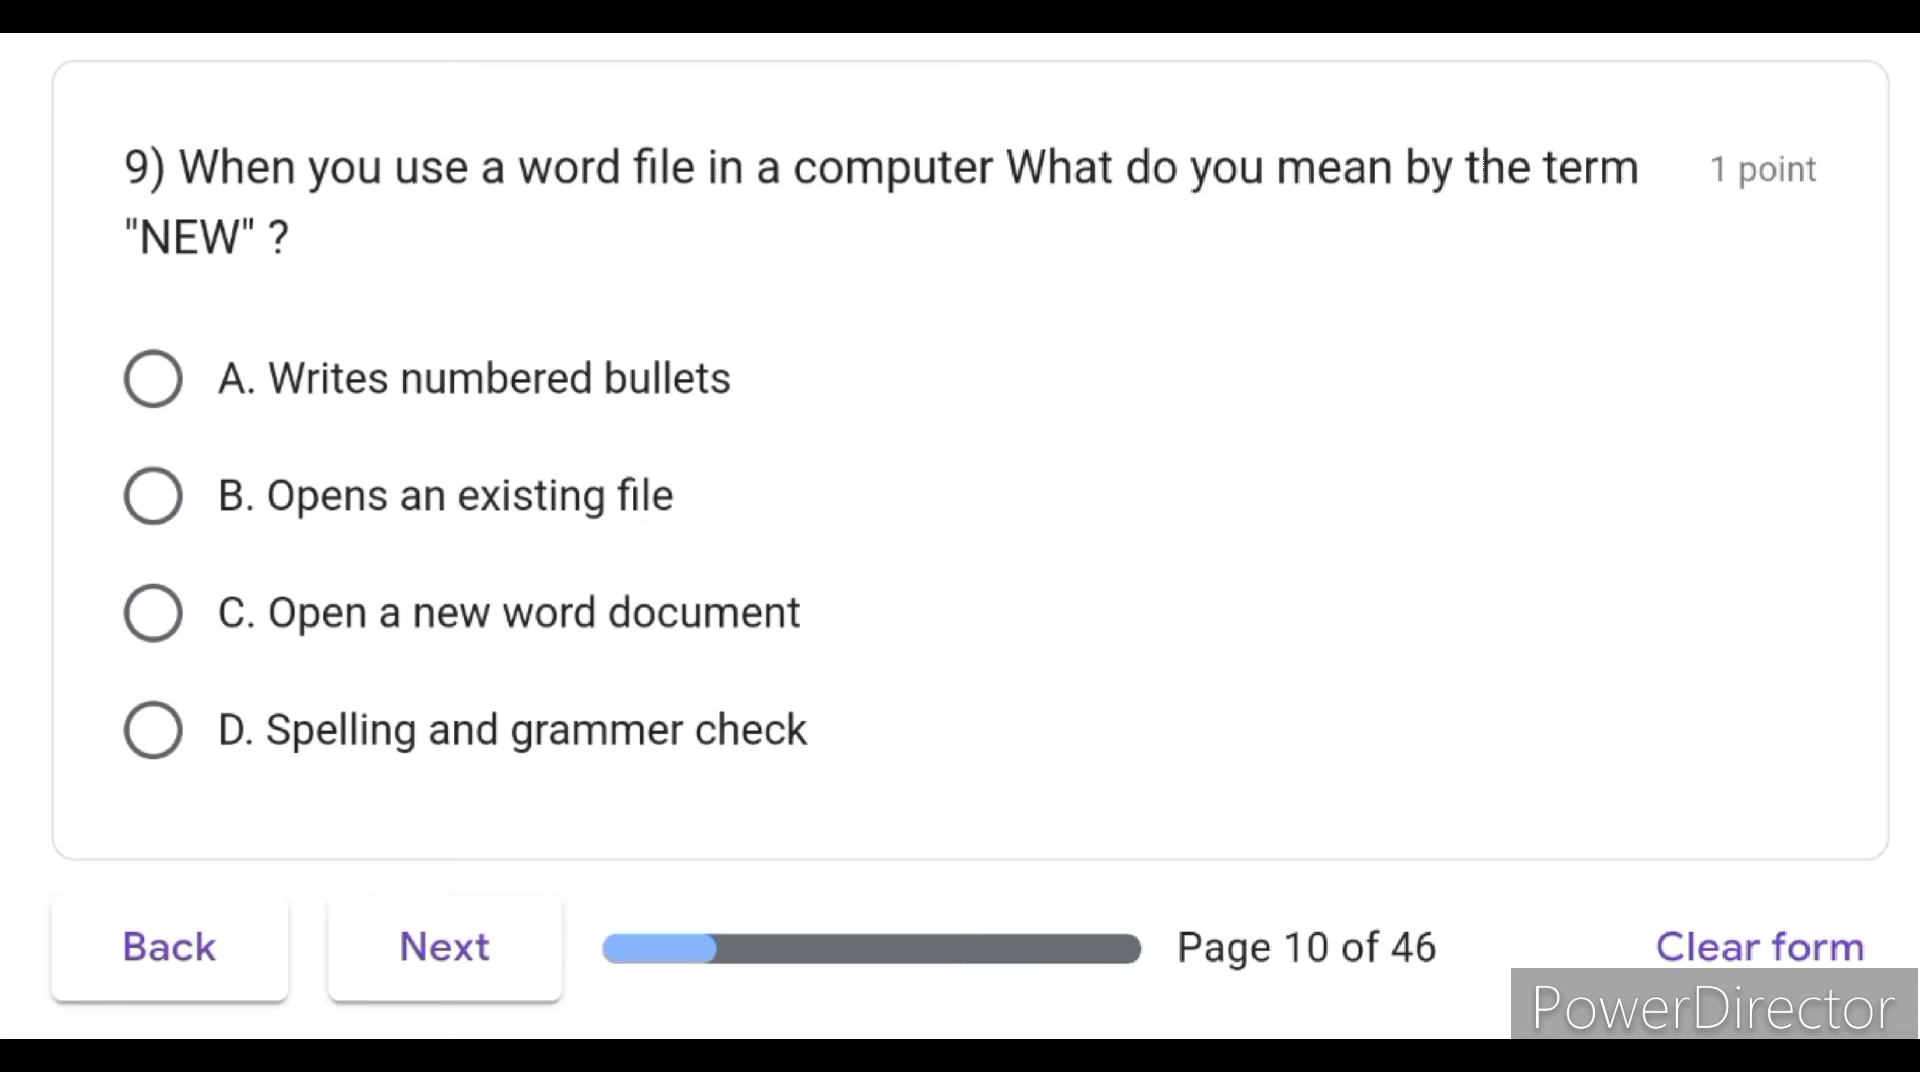 9) When you use a word file in a computer What do you mean by the term
"NEW" ?
1 point
A. Writes numbered bullets
B. Opens an existing file
C. Open a new word document
D. Spelling and grammer check
Back
Next
Page 10 of 46
Clear form
PowerDirector